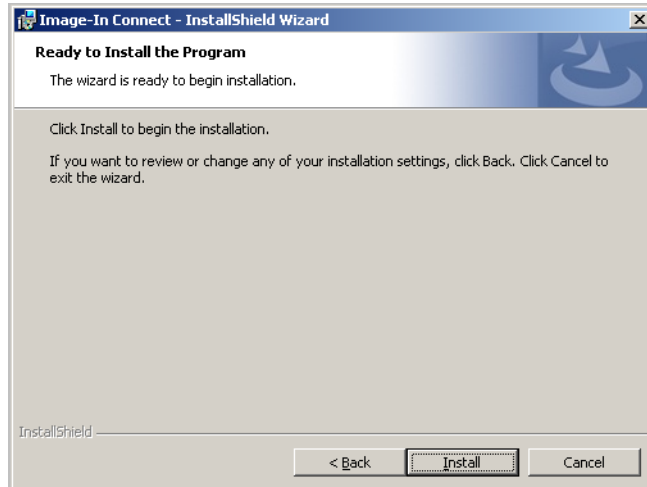 Image-In Connect - InstallShield Wizard
Ready to Install the Program
The wizard is ready to begin installation.
Click Install to begin the installation.
If you want to review or change any of your installation settings, click Back. Click Cancel to
exit the wizard.
InstallShield
< Back Install Cancel